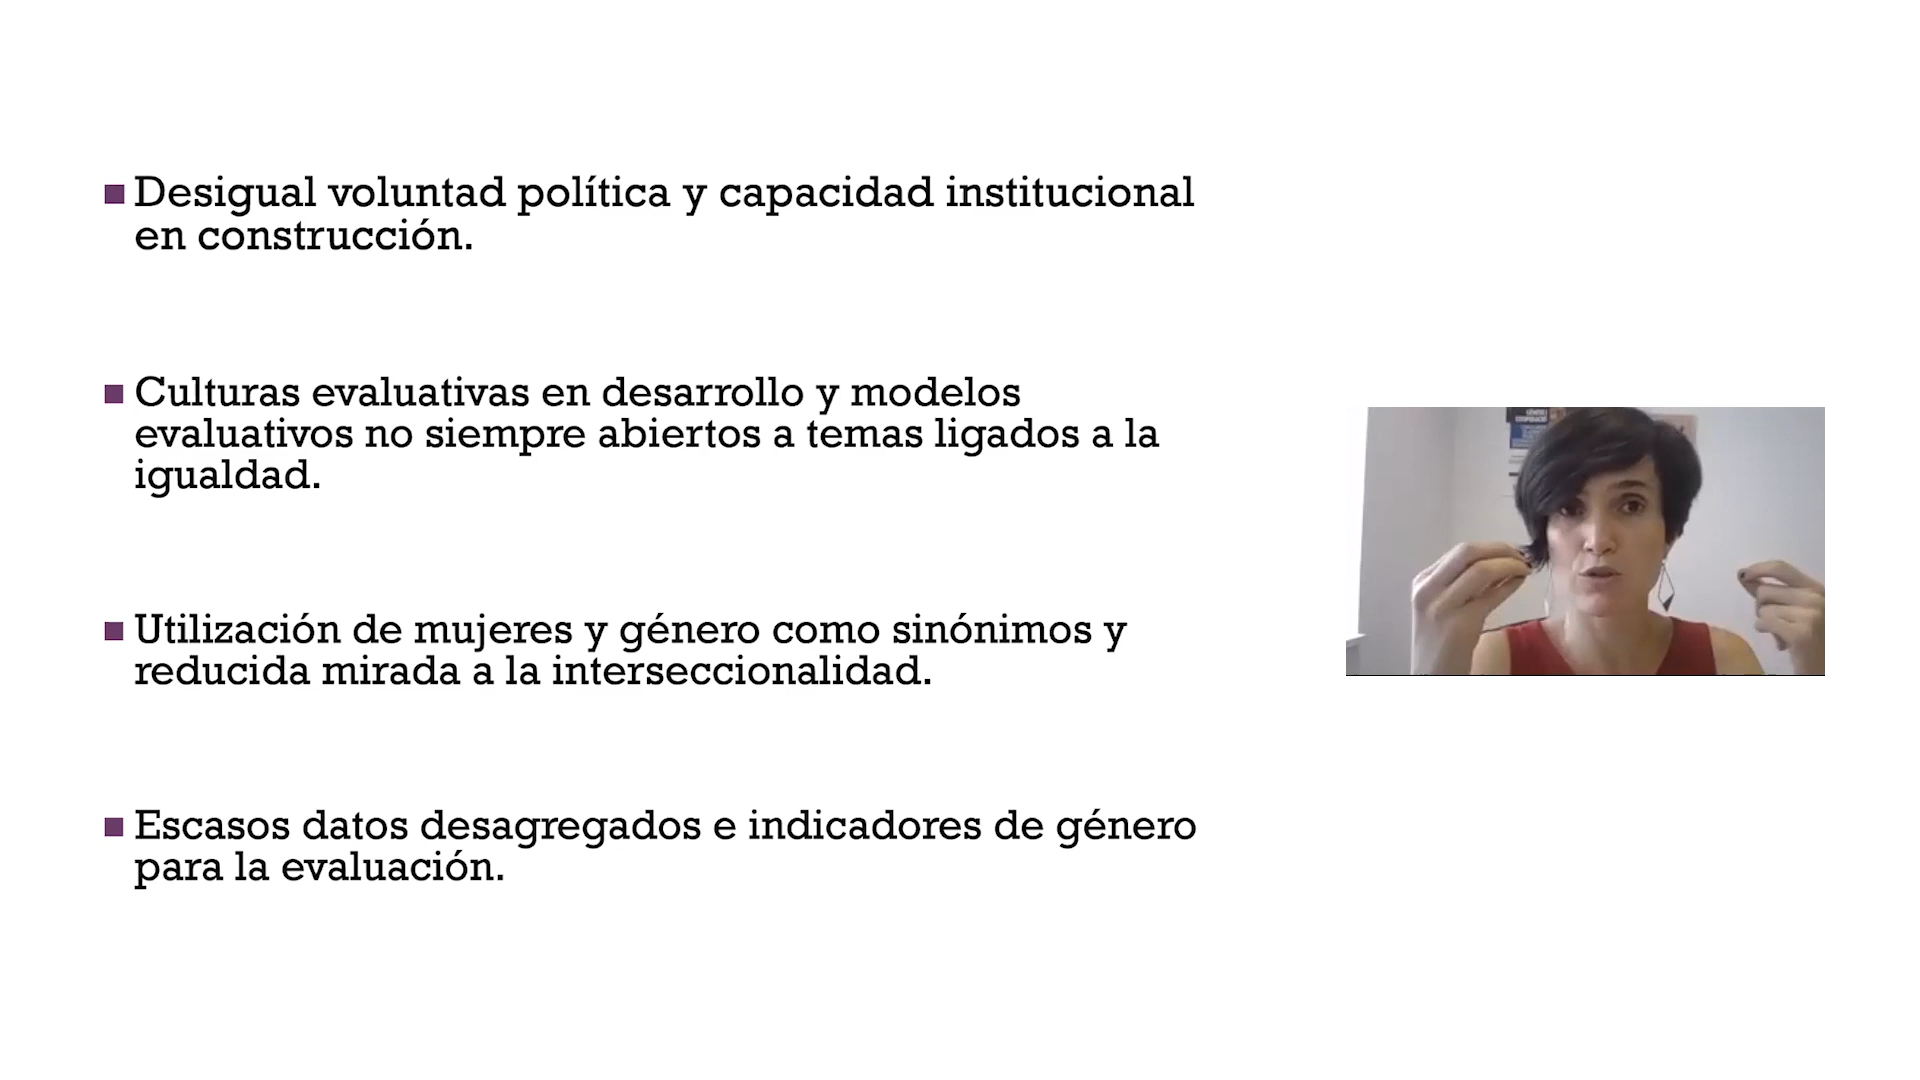 Desigual voluntad política y capacidad institucional
en construcción.
Culturas evaluativas en desarrollo y modelos
evaluativos no siempre abiertos a temas ligados a la
igualdad.
Utilización de mujeres y género como sinónimos y
reducida mirada a la interseccionalidad.
Escasos datos desagregados e indicadores de género
para la evaluación.